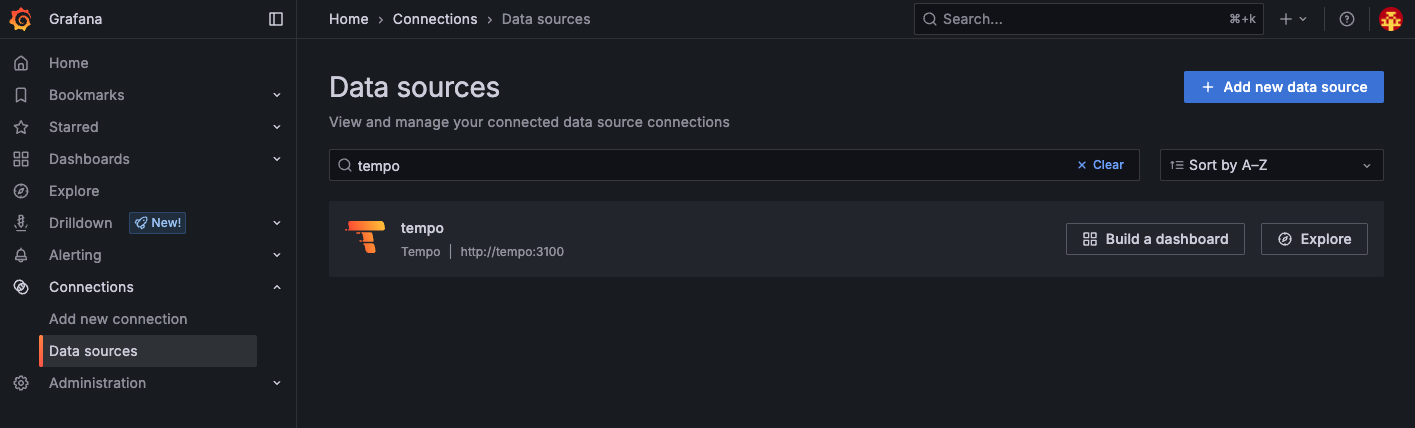 Grafana
Home › Connections › Data sources
Search... ⌘+k
Home
Bookmarks
Starred
Dashboards
Explore
Drilldown New!
Alerting
Connections
Add new connection
Data sources
Administration
Data sources
Add new data source
View and manage your connected data source connections
tempo
Clear
Sort by A–Z
tempo
Tempo | http://tempo:3100
Build a dashboard
Explore